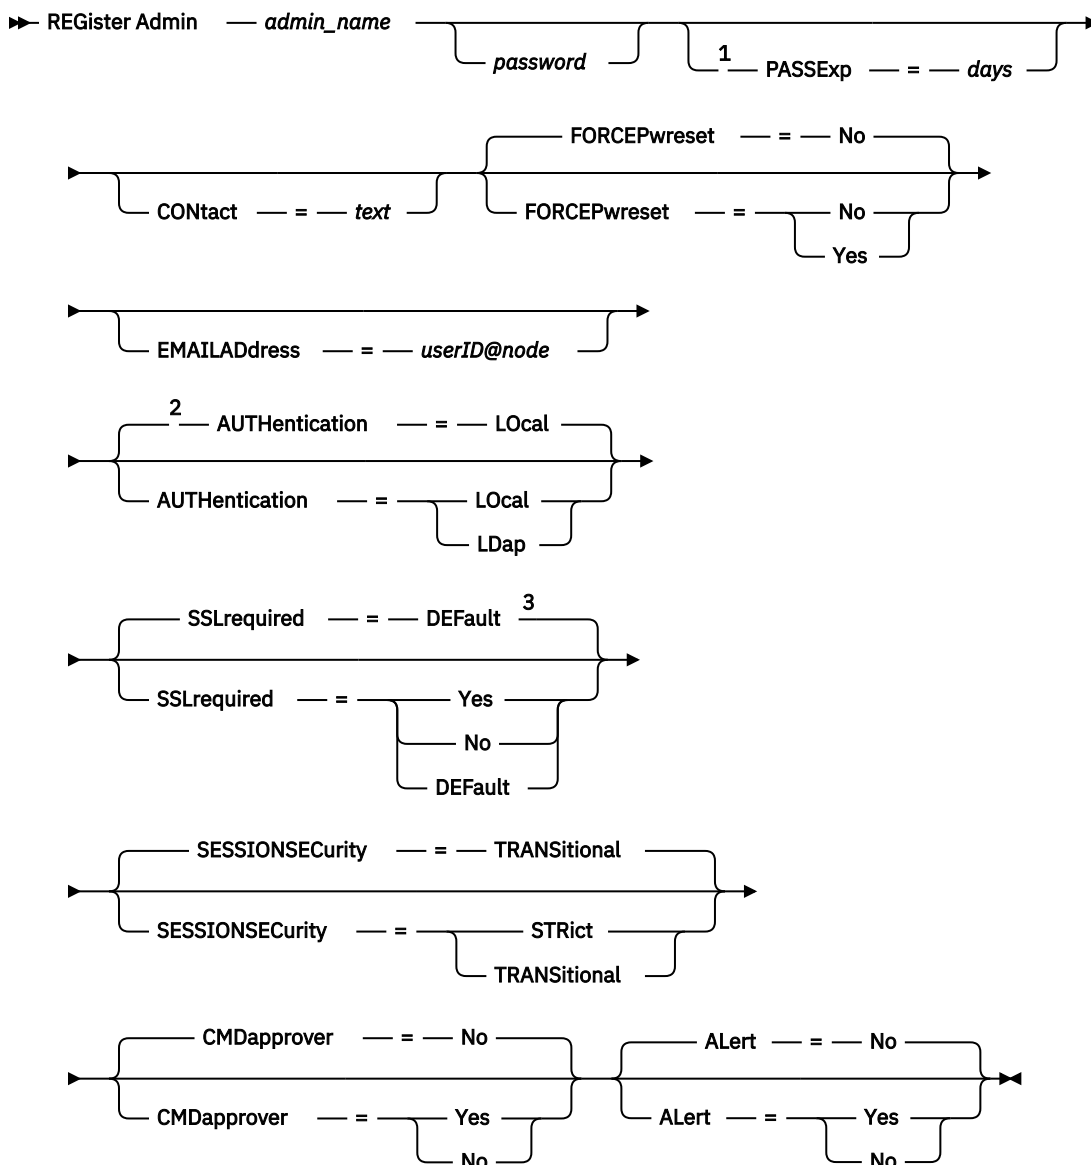 REGister Admin admin_name
password
1 PASSExp = days
FORCEPwreset = No
CONtact = text FORCEPwreset = No
Yes
EMAILADdress = userID@node
2 AUTHentication = LOcal
AUTHentication = LOcal
LDap
SSLrequired = DEFault 3
SSLrequired = Yes
No
DEFault
SESSIONSECurity = TRANSitional
SESSIONSECurity = STRict
TRANSitional
CMDapprover = No ALert = No
CMDapprover = Yes ALert = Yes
No No